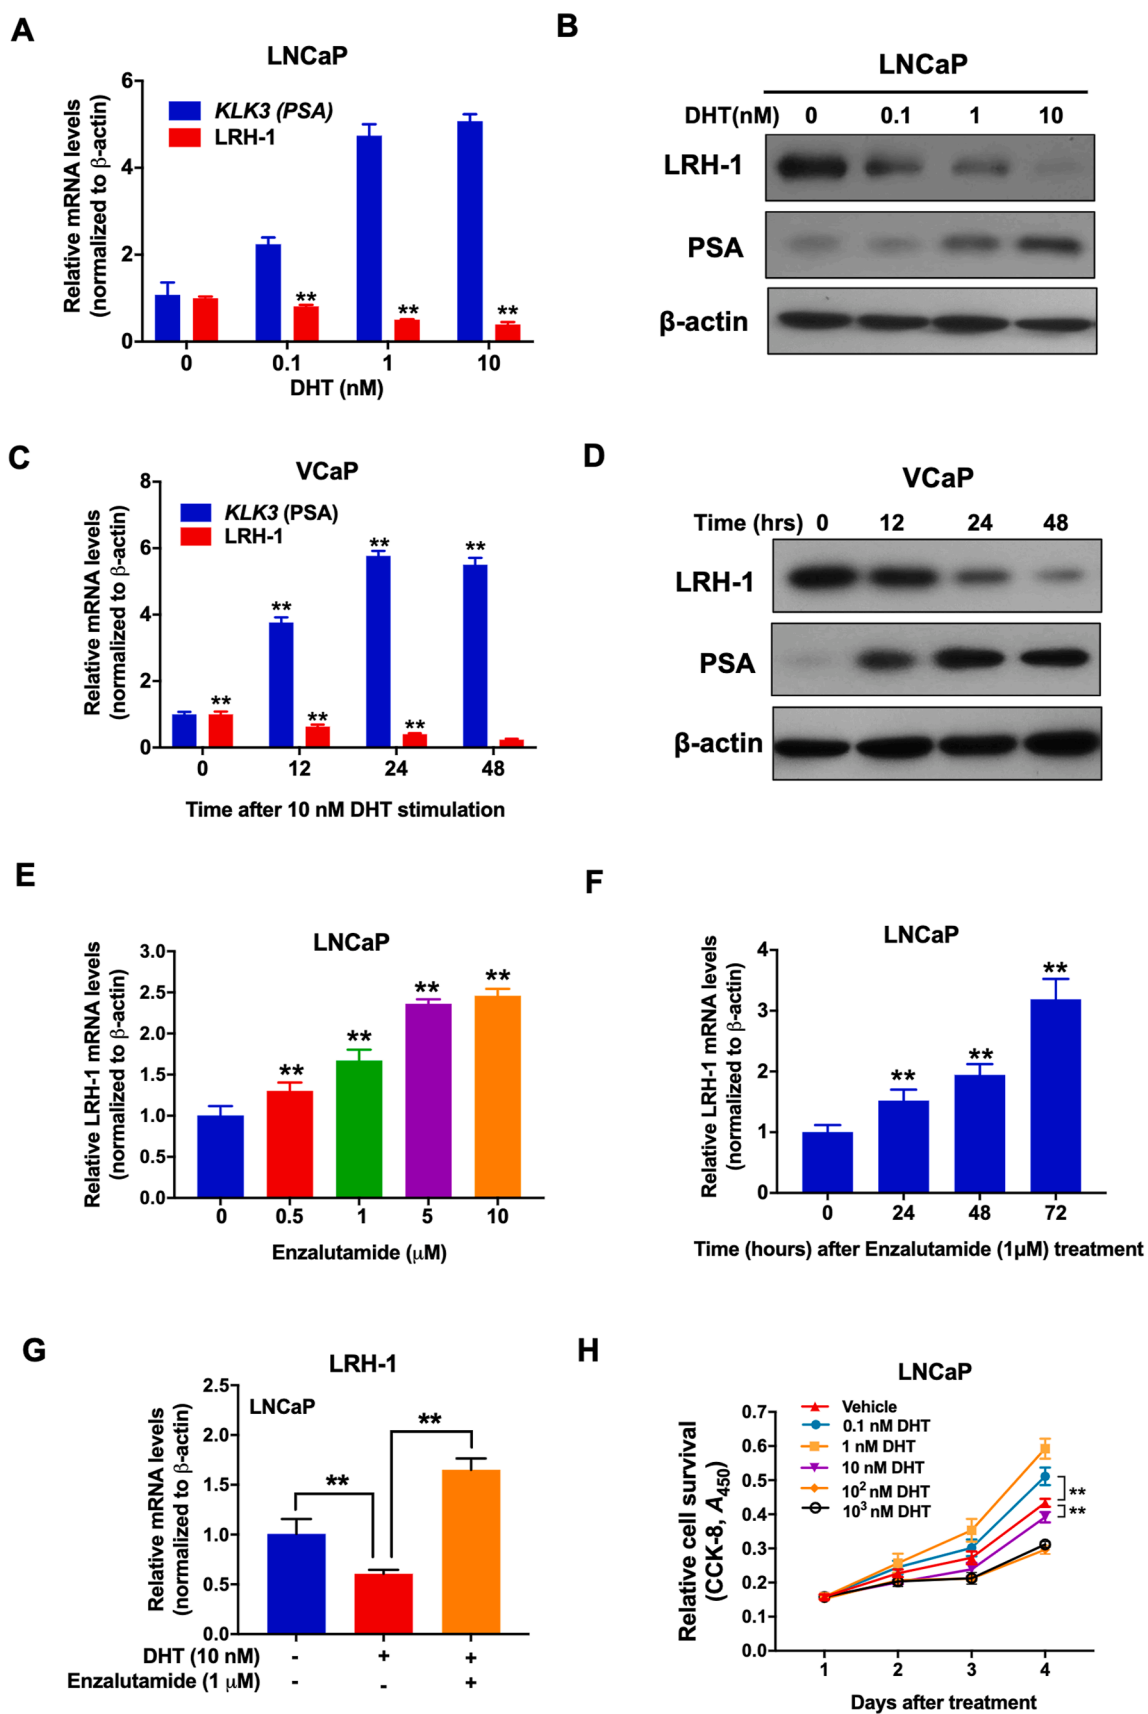 A
LNCaP
Relative mRNA levels
(normalized to β-actin)
6
4
2
0
KLK3 (PSA)
LRH-1
**
**
**
0 0.1 1 10
DHT (nM)
B
LNCaP
DHT(nM) 0 0.1 1 10
LRH-1
PSA
β-actin
C
VCaP
Relative mRNA levels
(normalized to β-actin)
8
6
4
2
0
KLK3 (PSA)
LRH-1
**
**
**
**
**
**
0 12 24 48
Time after 10 nM DHT stimulation
D
VCaP
Time (hrs) 0 12 24 48
LRH-1
PSA
β-actin
E
LNCaP
Relative LRH-1 mRNA levels
(normalized to β-actin)
3.0
2.5
2.0
1.5
1.0
0.5
0.0
**
**
**
**
0 0.5 1 5 10
Enzalutamide (μM)
F
LNCaP
Relative LRH-1 mRNA levels
(normalized to β-actin)
4
3
2
1
0
**
**
**
0 24 48 72
Time (hours) after Enzalutamide (1μM) treatment
G
LRH-1
LNCaP
Relative mRNA levels
(normalized to β-actin)
2.5
2.0
1.5
1.0
0.5
0.0
**
**
DHT (10 nM) - + +
Enzalutamide (1 μM) - - +
H
LNCaP
Relative cell survival
(CCK-8, A450)
0.7
0.6
0.5
0.4
0.3
0.2
0.1
0.0
Vehicle
0.1 nM DHT
1 nM DHT
10 nM DHT
10² nM DHT
10³ nM DHT
**
**
1 2 3 4
Days after treatment